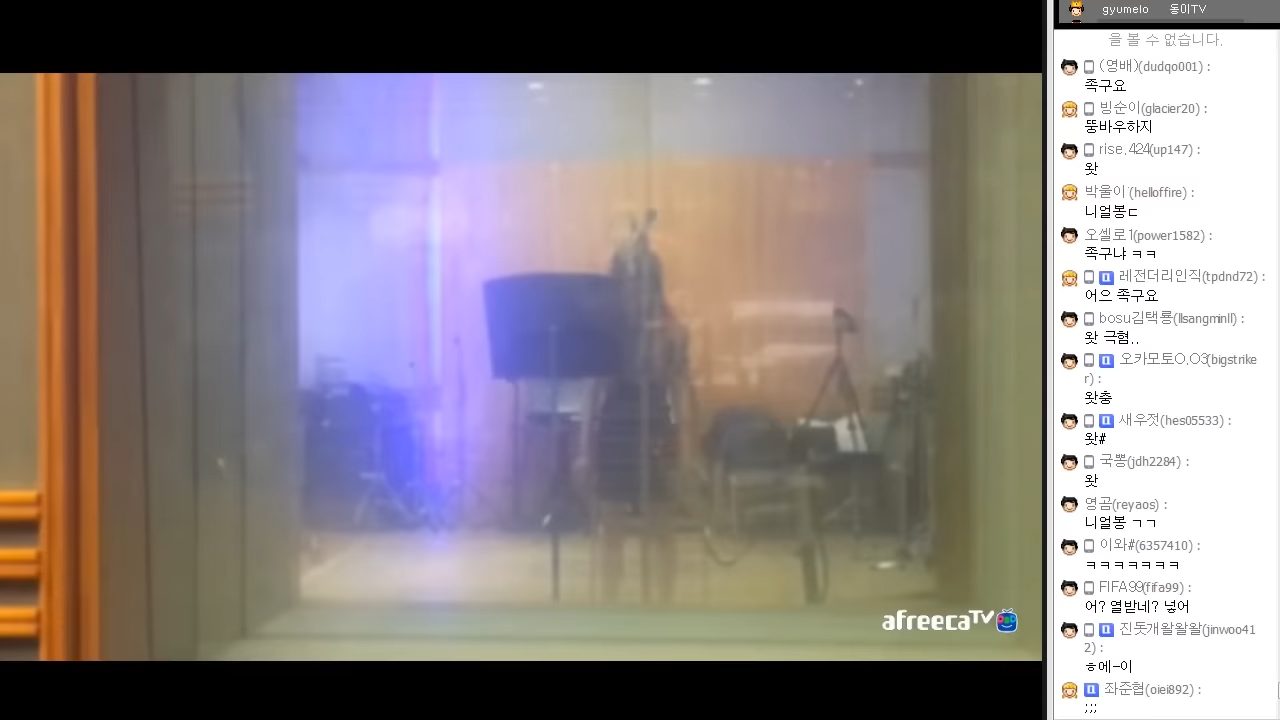 gyumelo 동이TV
을 볼 수 없습니다.
(영배)(dudqo001) :
족구요
빙순이(glacier20) :
뚱바우하지
rise.424(up147) :
왓
박울이 (helloffire) :
니얼봉ㄷ
오셀로1(power1582) :
족구냐 ㅋㅋ
레전더리인직(tpdnd72) :
어으 족구요
bosu김택룡(llsangminll) :
왓 극혐..
오카모토O.O3(bigstrike
r) :
왓충
새우젓(hes05533) :
왓#
국뽕(jdh2284) :
왓
영곰(reyaos) :
니얼봉 ㄱㄱ
이와#(6357410) :
ㅋㅋㅋㅋㅋㅋㅋ
FIFA99(fifa99) :
어? 열받네? 넣어
진돗개왈왈왈(jinwoo41
2) :
ㅎ에-이
좌준협(oiei892) :
;;;
afreecaTV